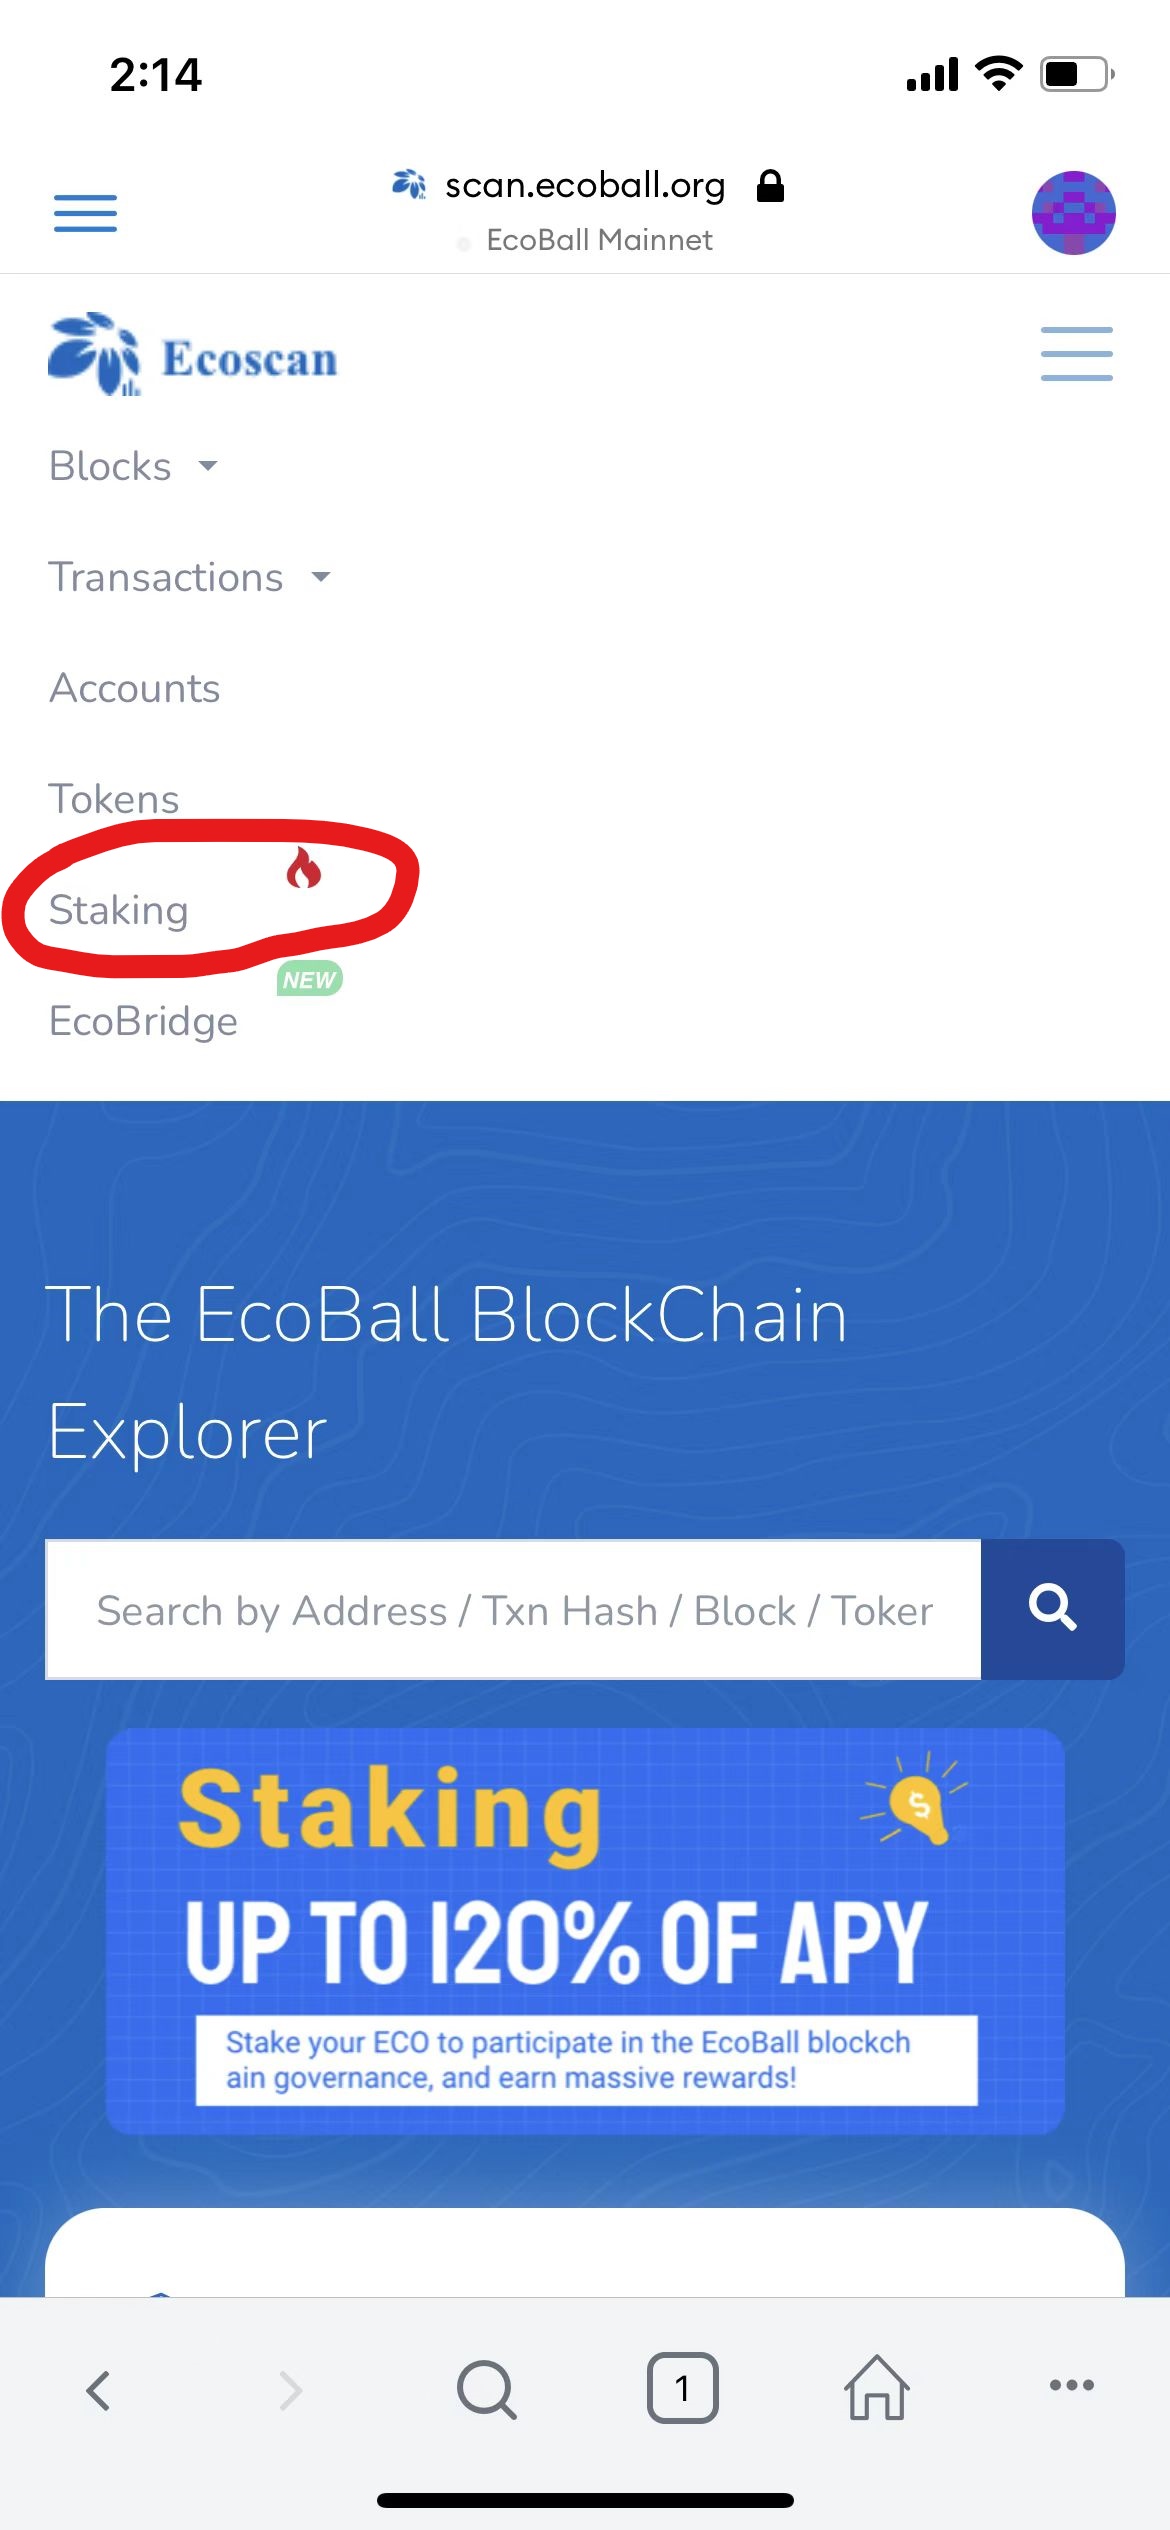 2:14
scan.ecoball.org
EcoBall Mainnet
Ecoscan
Blocks
Transactions
Accounts
Tokens
Staking
NEW
EcoBridge
The EcoBall BlockChain
Explorer
Search by Address / Txn Hash / Block / Toker
Staking
$
UP TO 120% OF APY
Stake your ECO to participate in the EcoBall blockch
ain governance, and earn massive rewards!
1